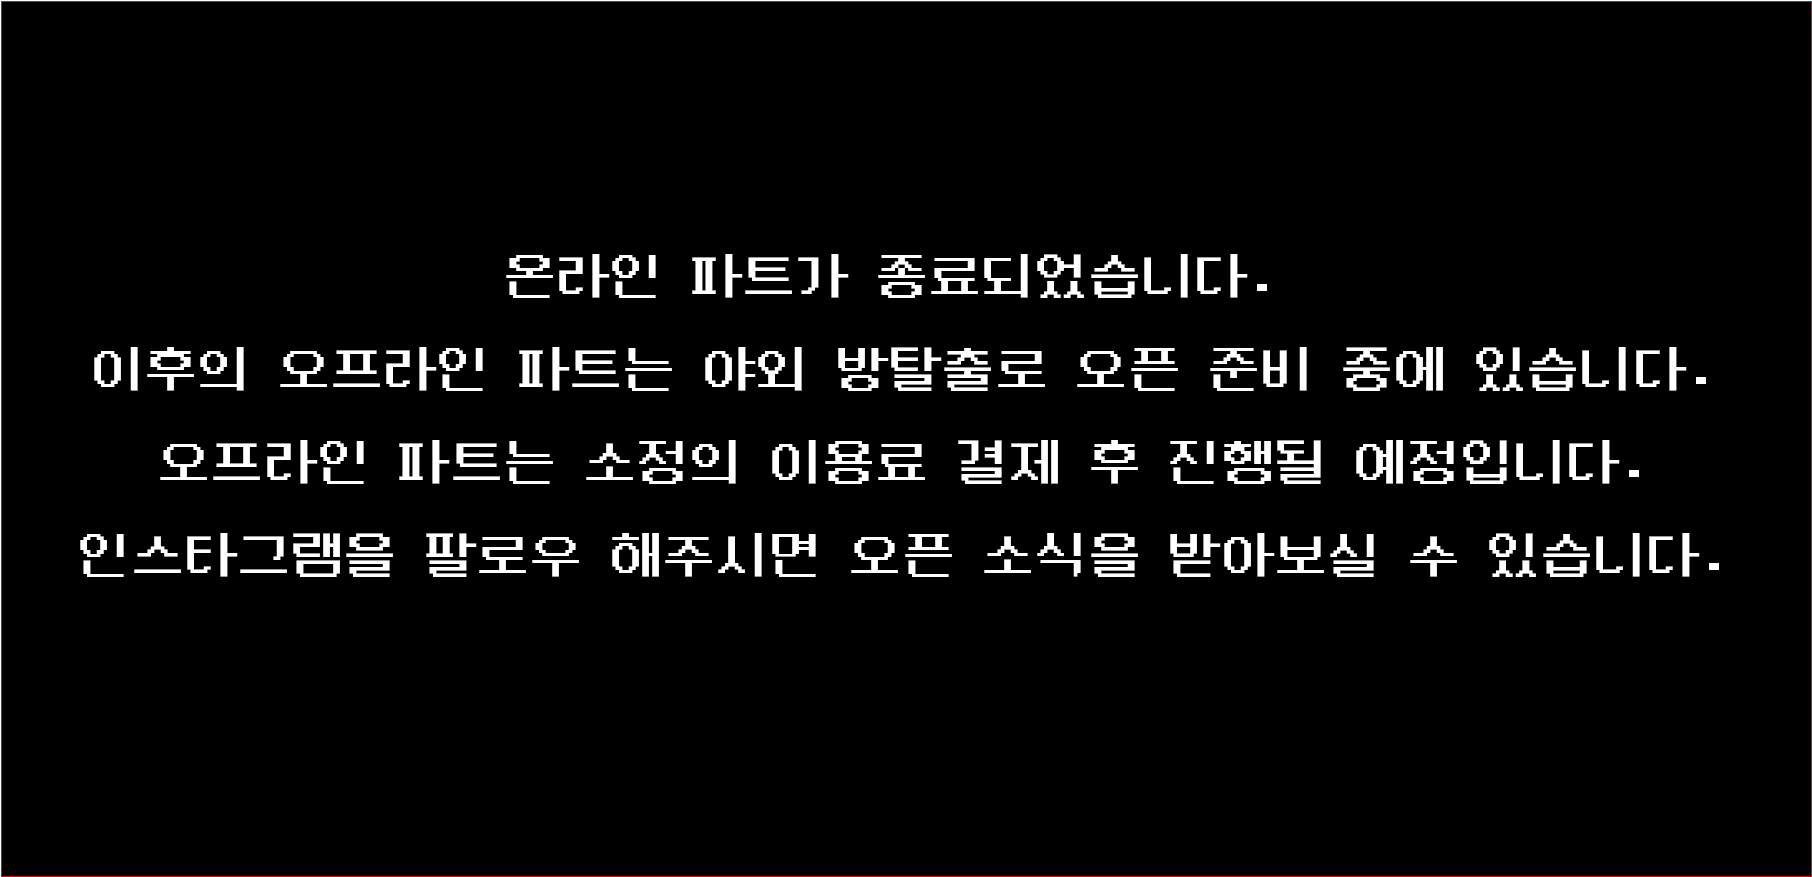 온라인 파트가 종료되었습니다.
이후의 오프라인 파트는 야외 방탈출로 오픈 준비 중에 있습니다.
오프라인 파트는 소정의 이용료 결제 후 진행될 예정입니다.
인스타그램을 팔로우 해주시면 오픈 소식을 받아보실 수 있습니다.